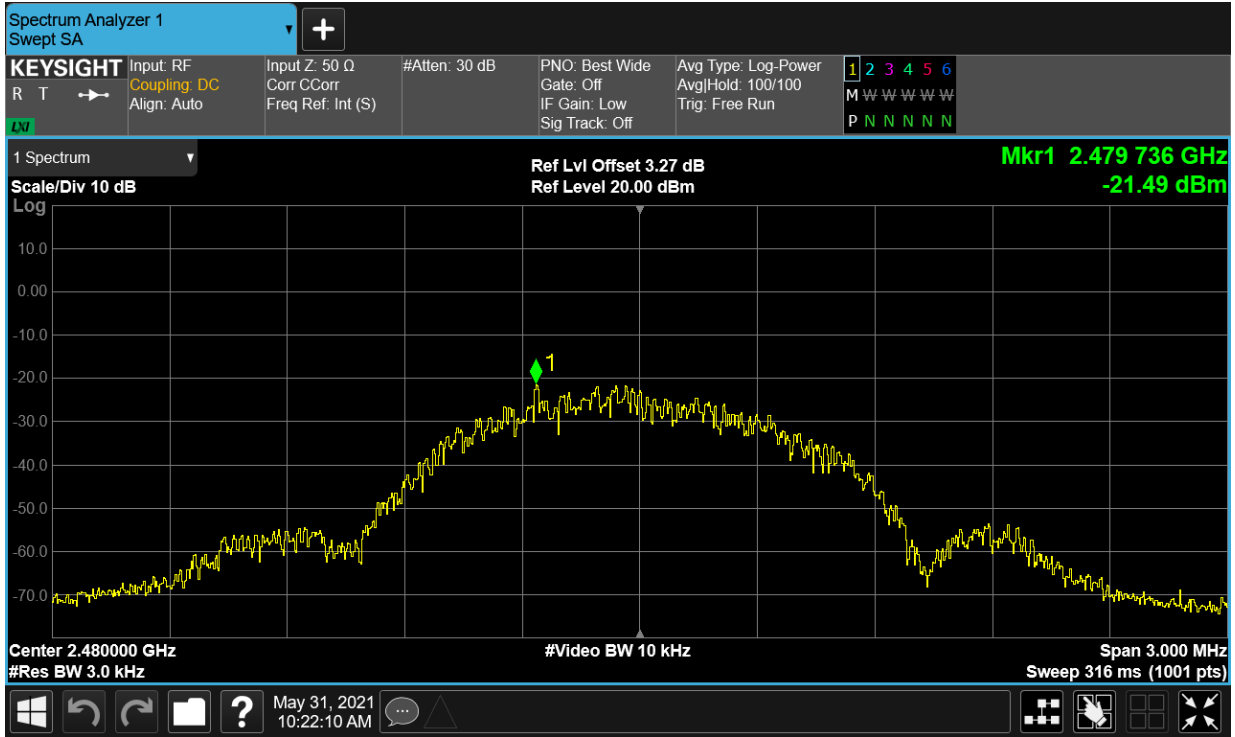 Spectrum Analyzer 1
Swept SA
+
KEYSIGHT Input: RF Input Z: 50 Ω #Atten: 30 dB PNO: Best Wide Avg Type: Log-Power 1 2 3 4 5 6
R T Coupling: DC Corr CCorr Gate: Off Avg|Hold: 100/100 M W W W W W W
Align: Auto Freq Ref: Int (S) IF Gain: Low Trig: Free Run P N N N N N N
LXI Sig Track: Off
1 Spectrum Ref Lvl Offset 3.27 dB Mkr1 2.479 736 GHz
Scale/Div 10 dB Ref Level 20.00 dBm -21.49 dBm
Log
10.0
0.00
-10.0
1
-20.0
-30.0
-40.0
-50.0
-60.0
-70.0
Center 2.480000 GHz #Video BW 10 kHz Span 3.000 MHz
#Res BW 3.0 kHz Sweep 316 ms (1001 pts)
? May 31, 2021
10:22:10 AM